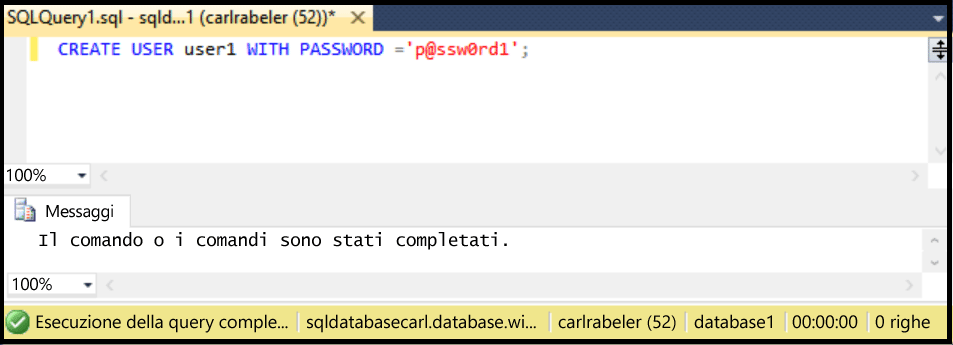 SQLQuery1.sql - sqld...1 (carlrabeler (52))*
CREATE USER user1 WITH PASSWORD ='p@ssw0rd1';
100%
Messaggi
Il comando o i comandi sono stati completati.
100%
Esecuzione della query comple... sqldatabasecarl.database.wi... carlrabeler (52) database1 00:00:00 0 righe